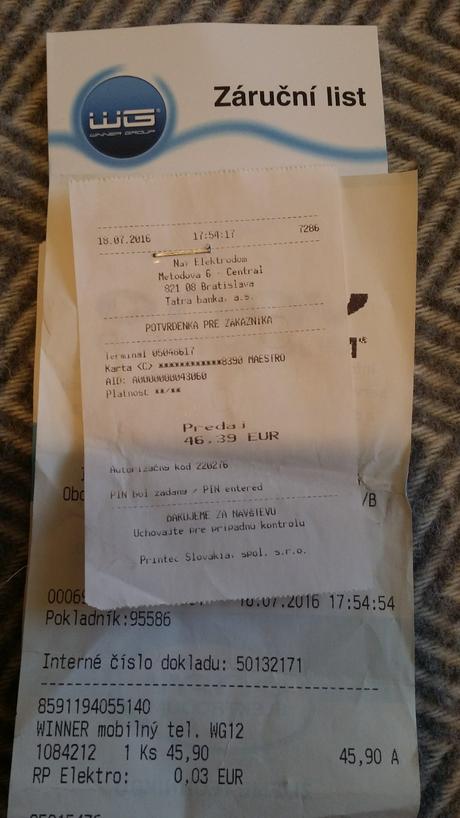 WG
WINNER GROUP
Záruční list
18.07.2016 17:54:17 7286
Nay Elektrodom
Metodova 6 - Central
821 08 Bratislava
Tatra banka, a.s.
POTVRDENKA PRE ZAKAZNIKA
Terminal 05048617
Karta (C) ************8390 MAESTRO
AID: A0000000043060
Platnost **/**
Predaj
46.39 EUR
Autorizačny kod 220276
PIN bol zadany / PIN entered
DAKUJEME ZA NAVSTEVU
Uchovajte pre pripadnu kontrolu
Printec Slovakia, spol. s.r.o.
/B
18.07.2016 17:54:54
Pokladník:95586
Interné číslo dokladu: 50132171
8591194055140
WINNER mobilný tel. WG12
1084212 1 Ks 45,90 45,90 A
RP Elektro: 0,03 EUR